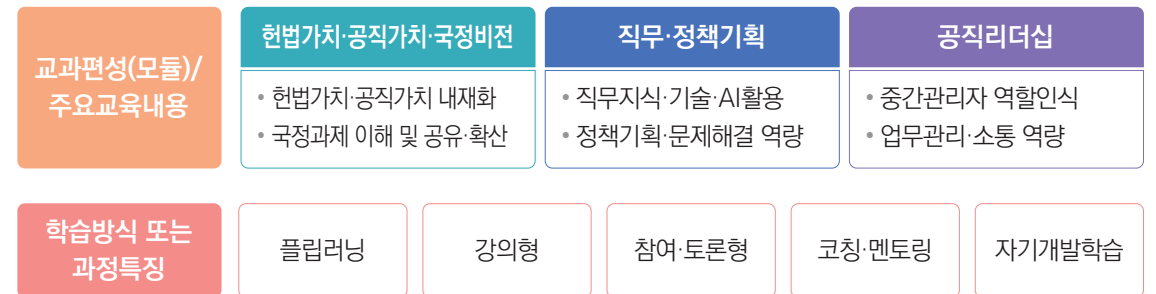 교과편성(모듈)/
주요교육내용
헌법가치·공직가치·국정비전
• 헌법가치·공직가치 내재화
• 국정과제 이해 및 공유·확산
직무·정책기획
• 직무지식·기술·AI활용
• 정책기획·문제해결 역량
공직리더십
• 중간관리자 역할인식
• 업무관리·소통 역량
학습방식 또는
과정특징
플립러닝
강의형
참여·토론형
코칭·멘토링
자기개발학습